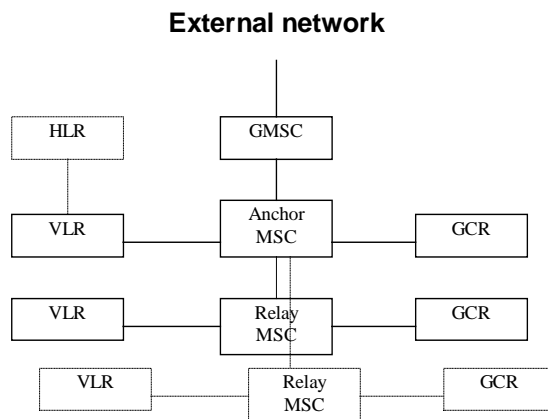 External network
HLR
GMSC
VLR
Anchor
MSC
GCR
VLR
Relay
MSC
GCR
VLR
Relay
MSC
GCR